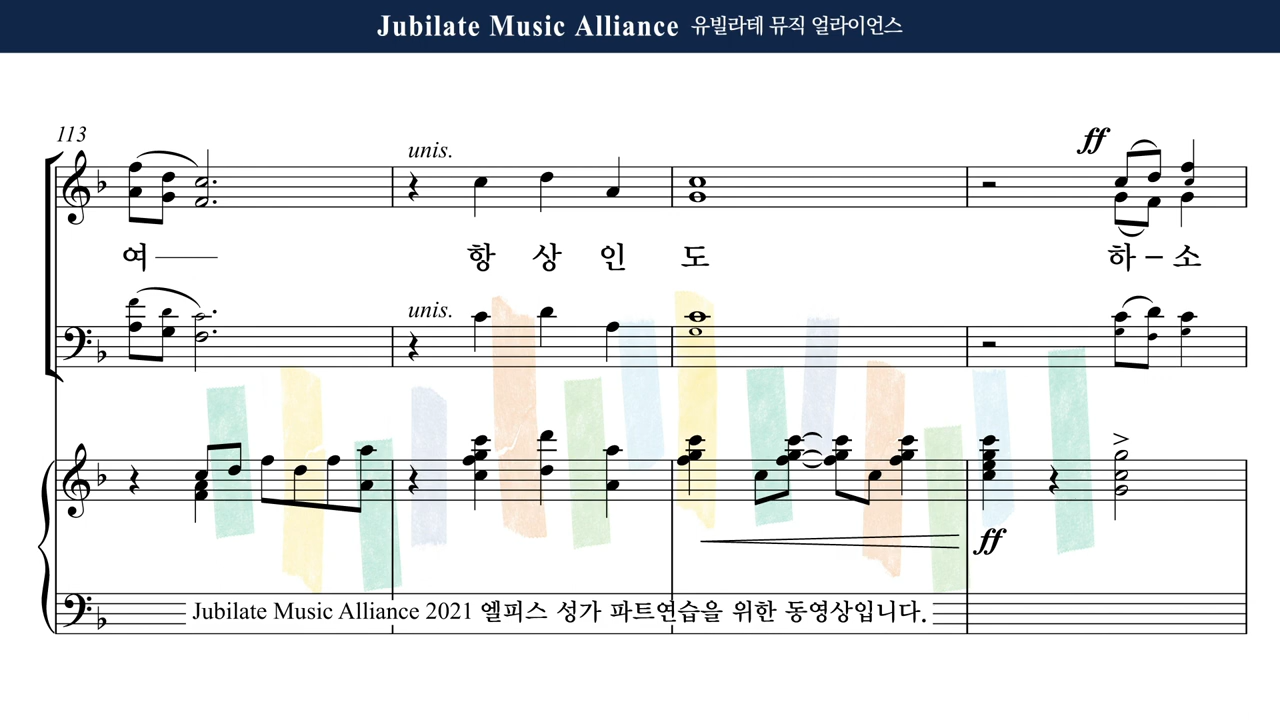 Jubilate Music Alliance 유빌라테 뮤직 얼라이언스
113
ff
unis.
여 항 상 인 도 하 – 소
unis.
ff
Jubilate Music Alliance 2021 엘피스 성가 파트연습을 위한 동영상입니다.